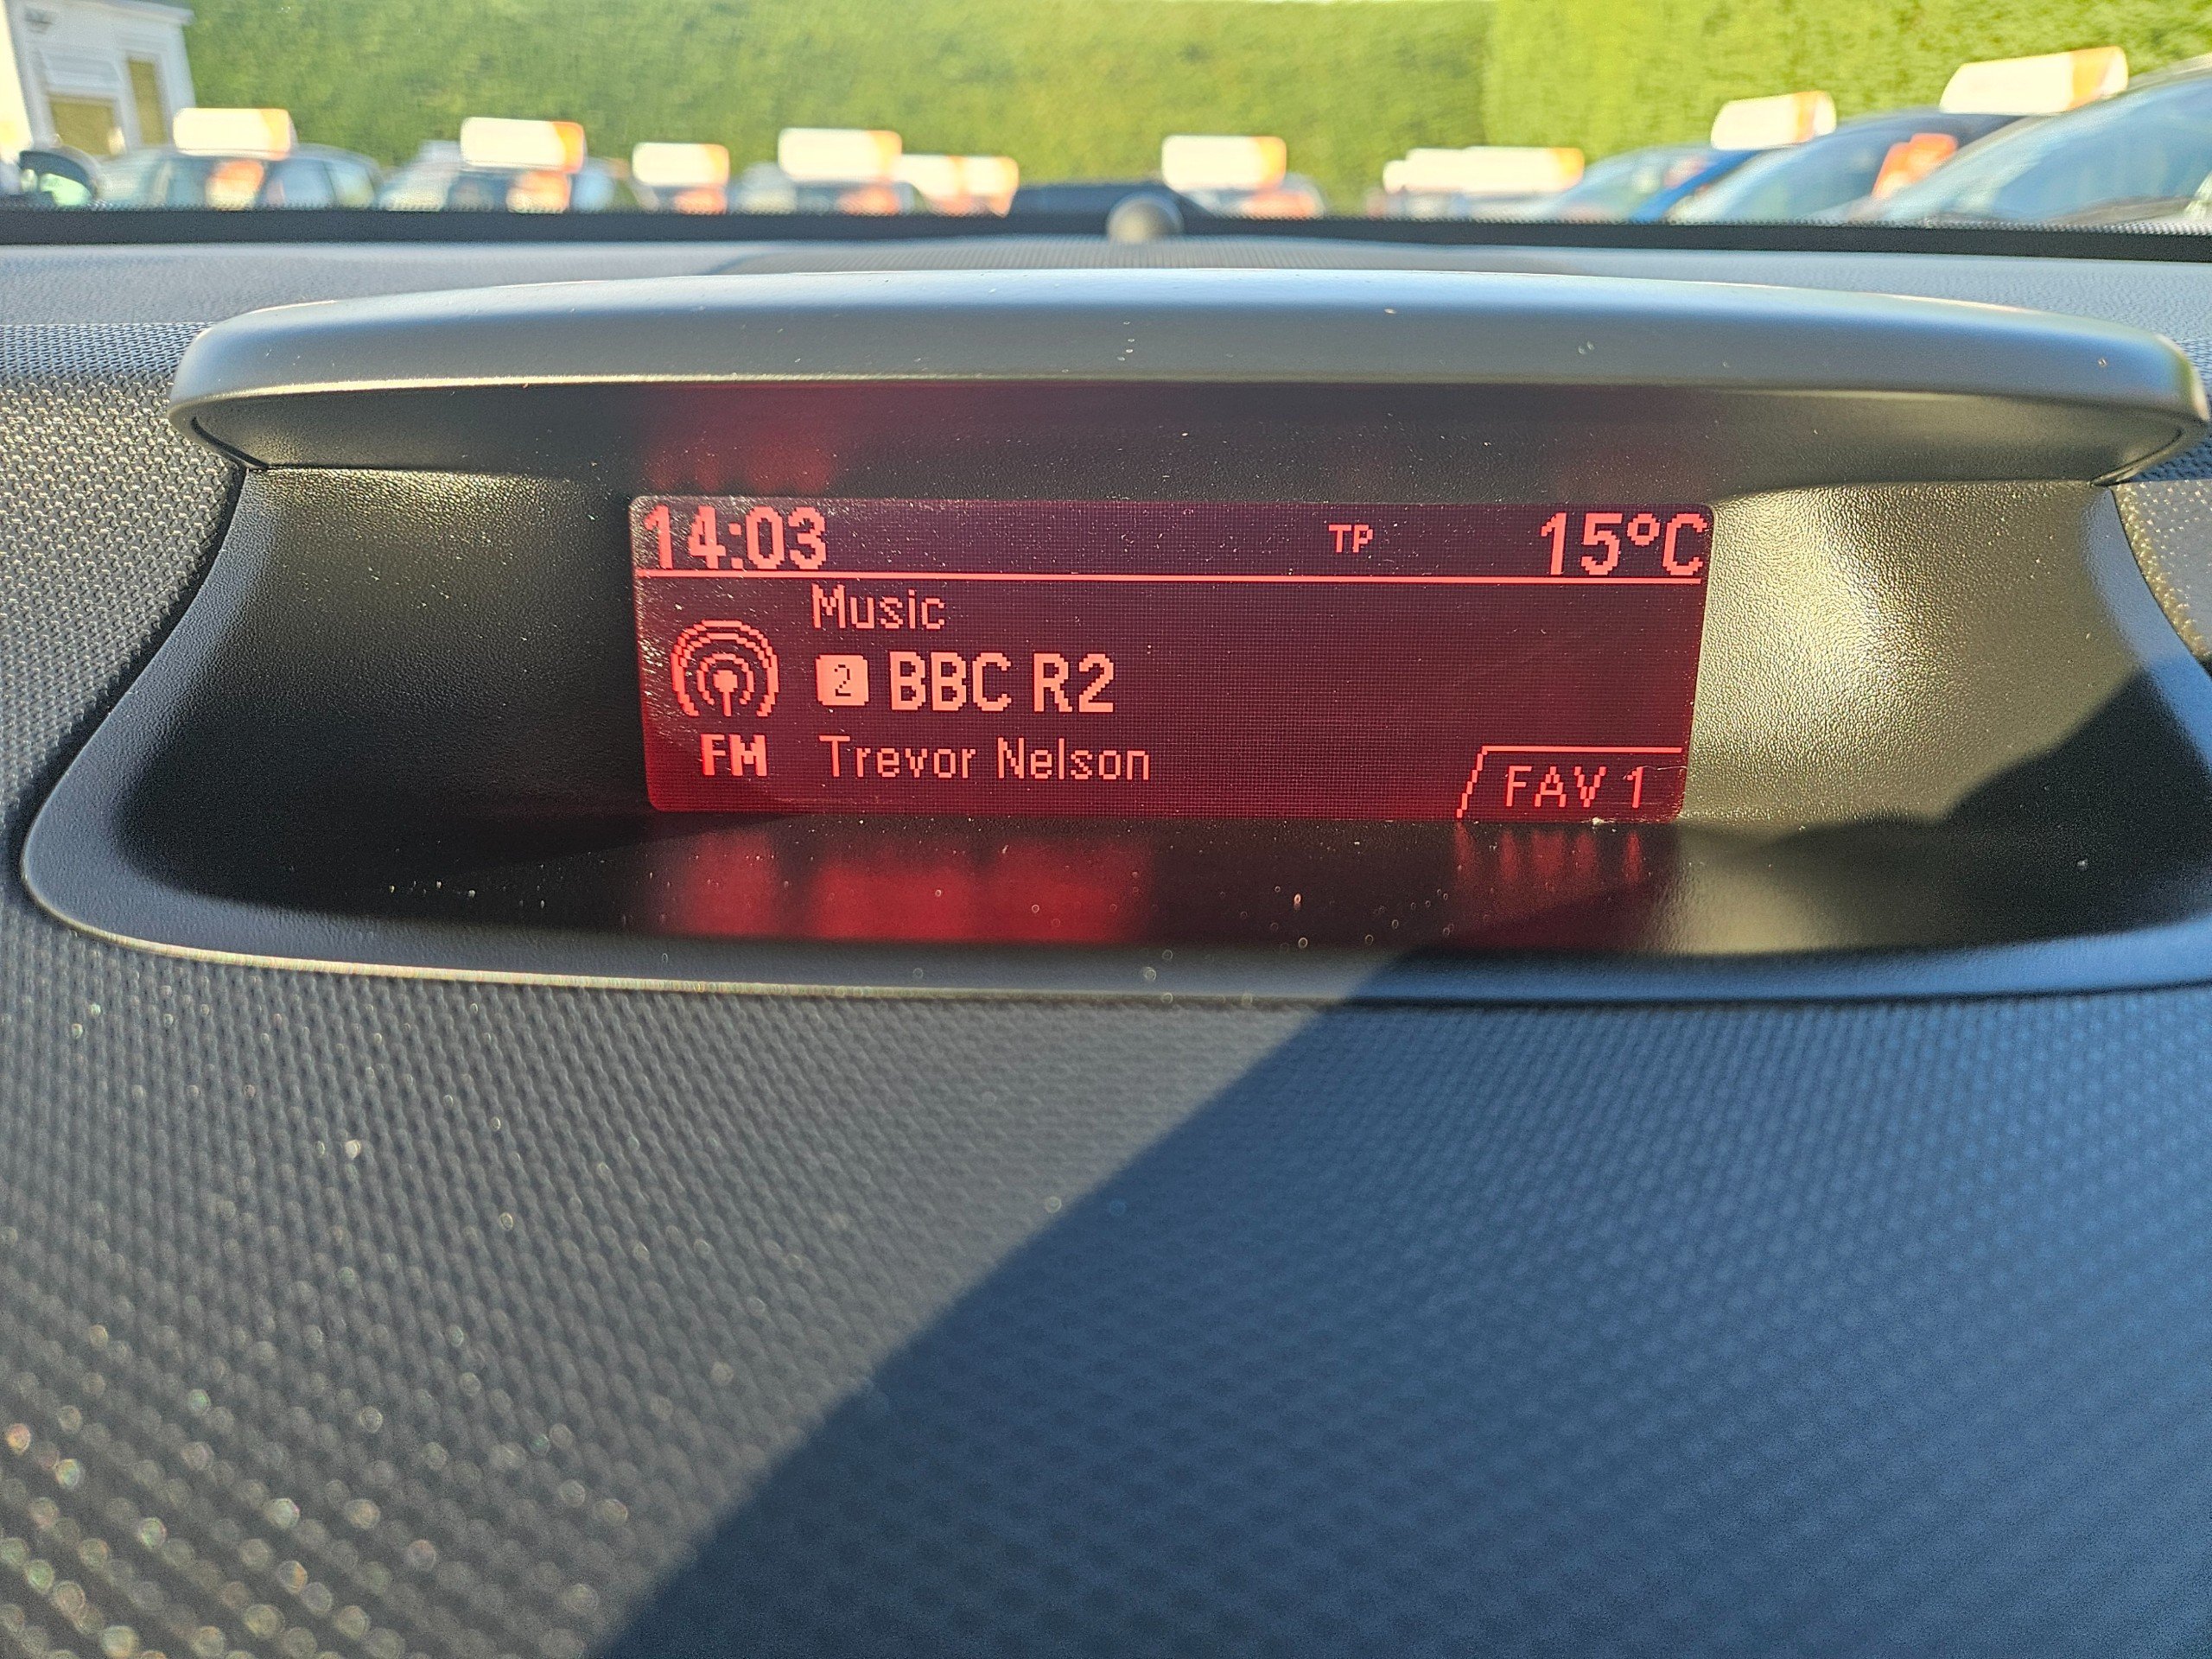 14:03 TP 15°C
Music
2 BBC R2
FM Trevor Nelson
FAV 1